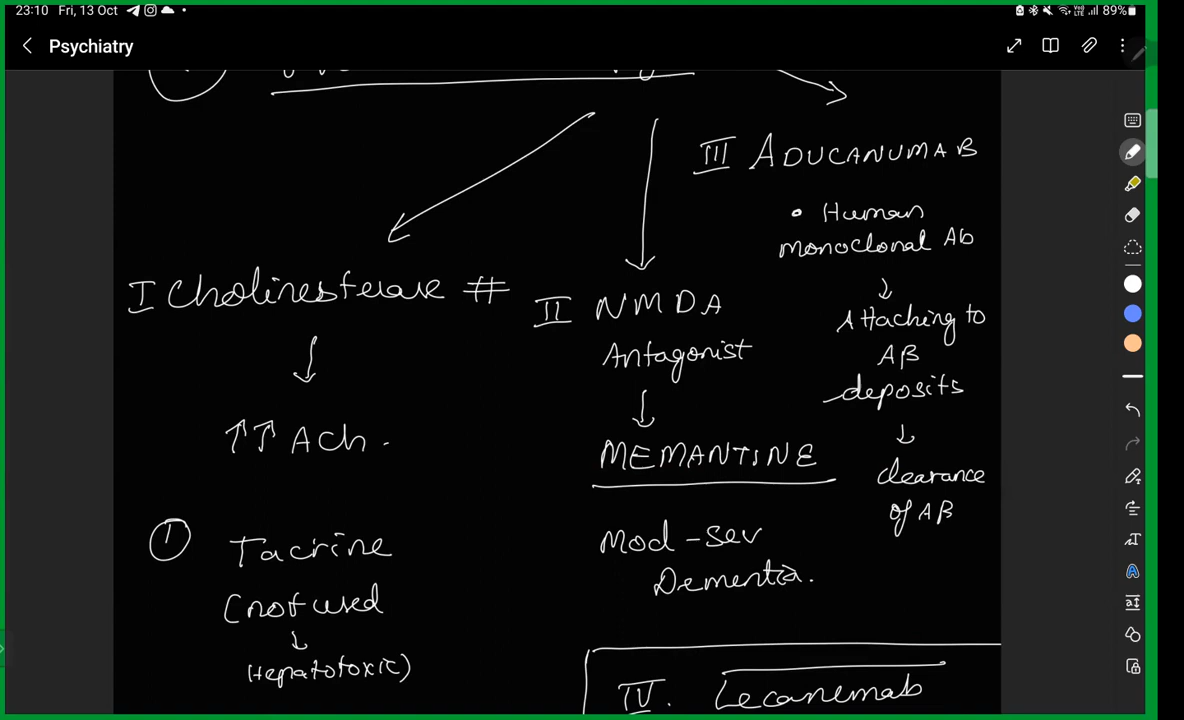 23:10 Fri, 13 Oct
89%
Psychiatry
III ADUCANUMAB
• Human
monoclonal Ab
↓
Attaching to
Aβ
deposits
↓
clearance
of Aβ
I Cholinesterase #
↓
↑↑ ACh
① Tacrine
(not used
↓
Hepatotoxic)
II NMDA
Antagonist
↓
MEMANTINE
Mod-sev
Dementia.
IV. Lecanemab